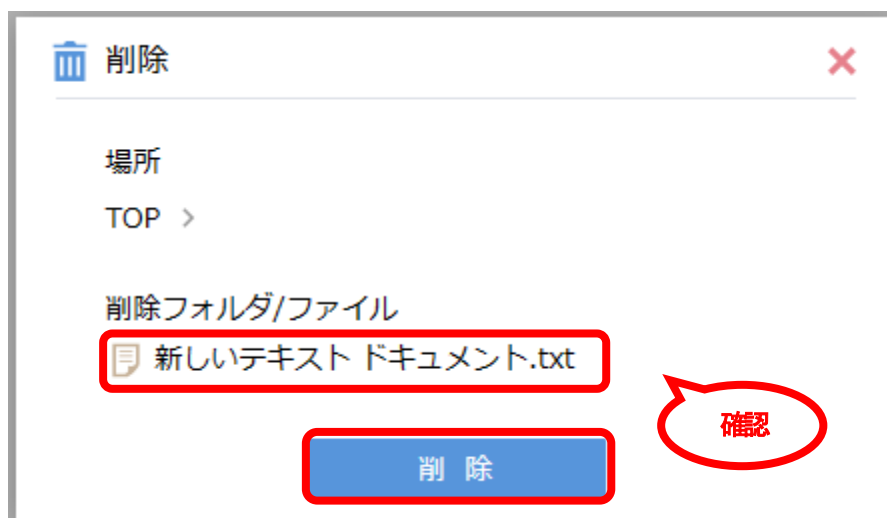 削除
場所
TOP >
削除フォルダ/ファイル
新しいテキスト ドキュメント.txt
確認
削 除